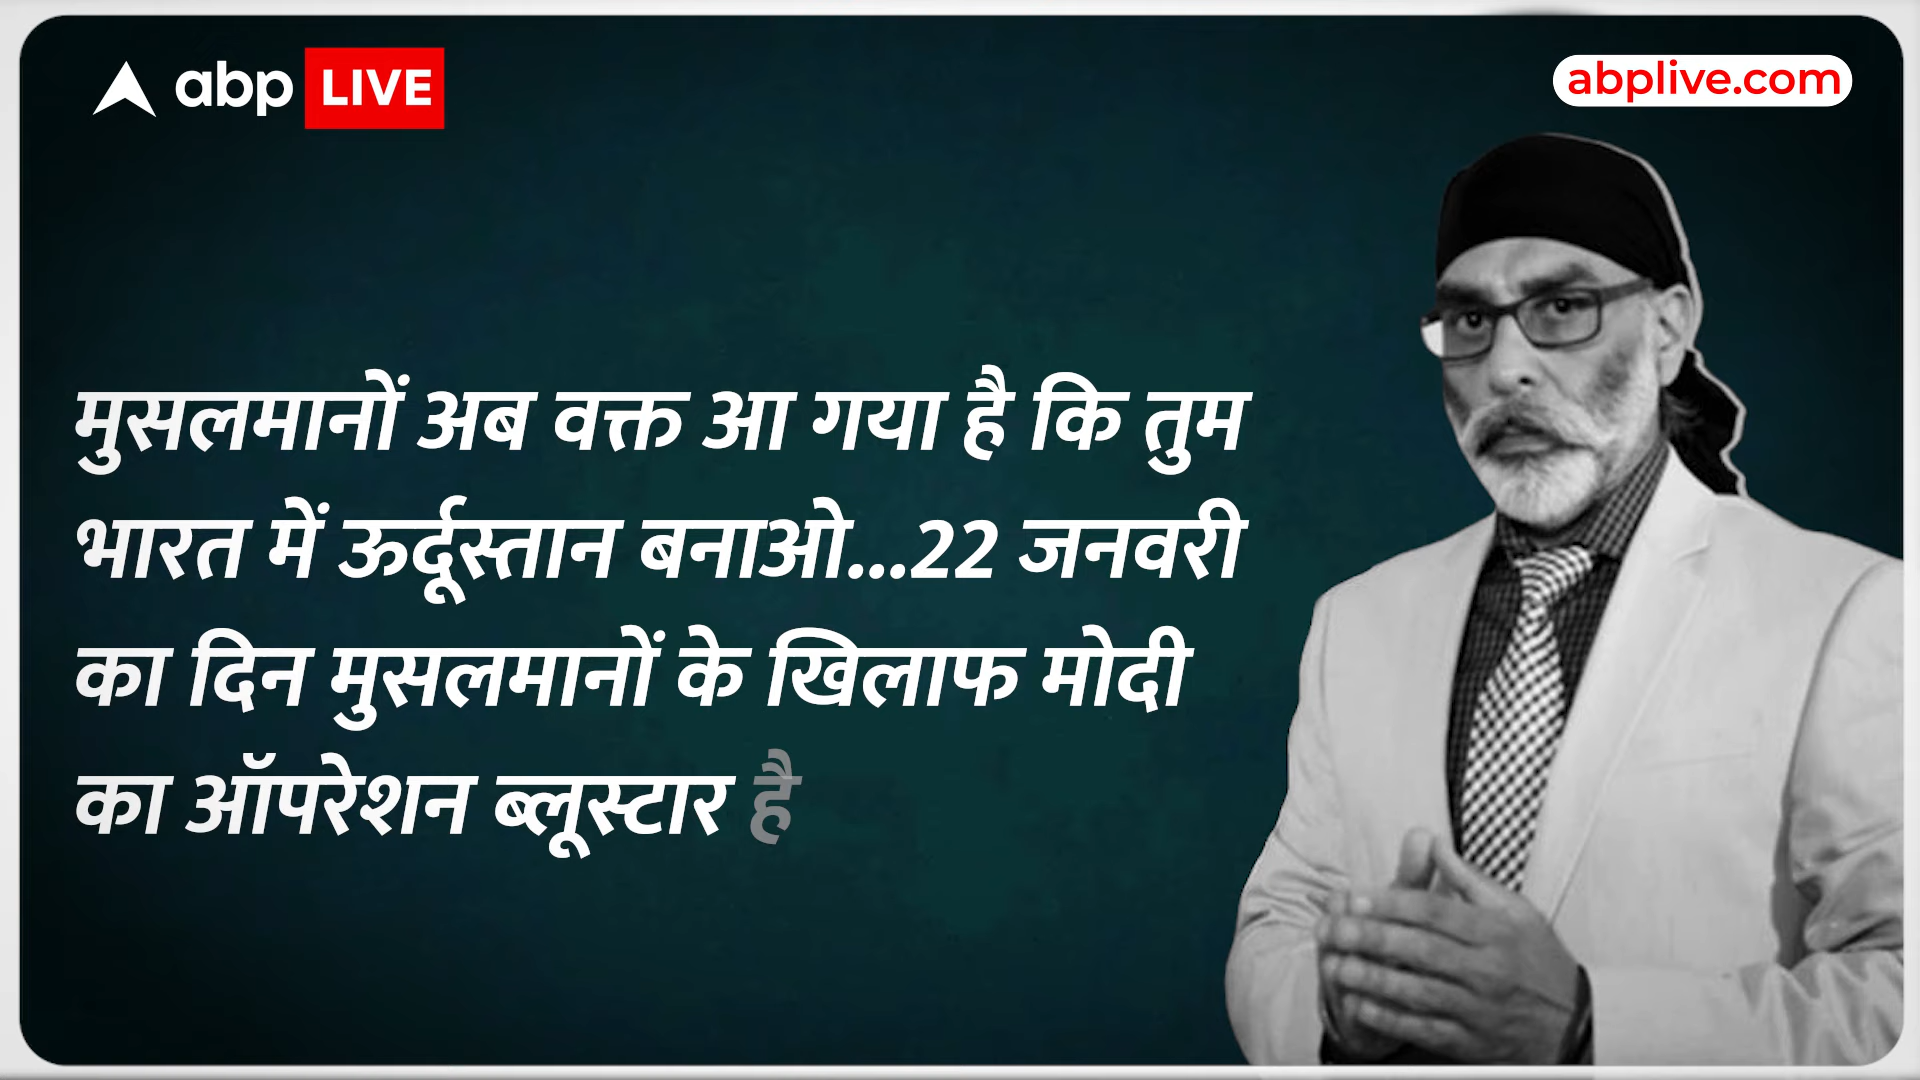 abp LIVE
abplive.com
मुसलमानों अब वक्त आ गया है कि तुम
भारत में ऊर्दूस्तान बनाओ...22 जनवरी
का दिन मुसलमानों के खिलाफ मोदी
का ऑपरेशन ब्लूस्टार है